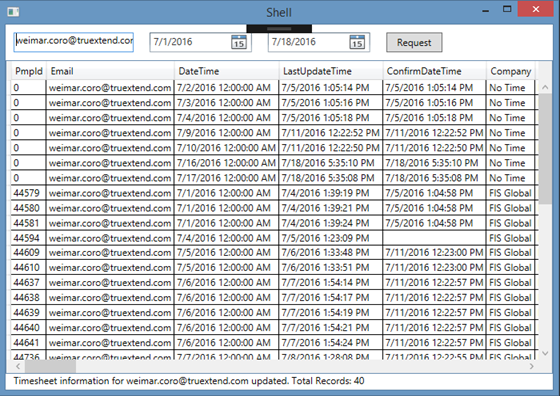 Shell
weimar.coro@truextend.com 7/1/2016 15 7/18/2016 15 Request
PmpId Email DateTime LastUpdateTime ConfirmDateTime Company
0 weimar.coro@truextend.com 7/2/2016 12:00:00 AM 7/5/2016 1:05:14 PM 7/5/2016 1:05:14 PM No Time
0 weimar.coro@truextend.com 7/3/2016 12:00:00 AM 7/5/2016 1:05:16 PM 7/5/2016 1:05:16 PM No Time
0 weimar.coro@truextend.com 7/4/2016 12:00:00 AM 7/5/2016 1:05:18 PM 7/5/2016 1:05:18 PM No Time
0 weimar.coro@truextend.com 7/9/2016 12:00:00 AM 7/11/2016 12:22:52 PM 7/11/2016 12:22:52 PM No Time
0 weimar.coro@truextend.com 7/10/2016 12:00:00 AM 7/11/2016 12:22:50 PM 7/11/2016 12:22:50 PM No Time
0 weimar.coro@truextend.com 7/16/2016 12:00:00 AM 7/18/2016 5:35:10 PM 7/18/2016 5:35:10 PM No Time
0 weimar.coro@truextend.com 7/17/2016 12:00:00 AM 7/18/2016 5:35:08 PM 7/18/2016 5:35:08 PM No Time
44579 weimar.coro@truextend.com 7/1/2016 12:00:00 AM 7/4/2016 1:39:19 PM 7/5/2016 1:04:58 PM FIS Global
44580 weimar.coro@truextend.com 7/1/2016 12:00:00 AM 7/4/2016 1:39:21 PM 7/5/2016 1:04:58 PM FIS Global
44581 weimar.coro@truextend.com 7/1/2016 12:00:00 AM 7/4/2016 1:39:24 PM 7/5/2016 1:04:58 PM FIS Global
44594 weimar.coro@truextend.com 7/4/2016 12:00:00 AM 7/5/2016 1:23:09 PM FIS Global
44609 weimar.coro@truextend.com 7/5/2016 12:00:00 AM 7/6/2016 1:33:48 PM 7/11/2016 12:23:00 PM FIS Global
44610 weimar.coro@truextend.com 7/5/2016 12:00:00 AM 7/6/2016 1:33:51 PM 7/11/2016 12:23:00 PM FIS Global
44637 weimar.coro@truextend.com 7/6/2016 12:00:00 AM 7/7/2016 1:54:14 PM 7/11/2016 12:22:57 PM FIS Global
44638 weimar.coro@truextend.com 7/6/2016 12:00:00 AM 7/7/2016 1:54:17 PM 7/11/2016 12:22:57 PM FIS Global
44639 weimar.coro@truextend.com 7/6/2016 12:00:00 AM 7/7/2016 1:54:19 PM 7/11/2016 12:22:57 PM FIS Global
44640 weimar.coro@truextend.com 7/6/2016 12:00:00 AM 7/7/2016 1:54:21 PM 7/11/2016 12:22:57 PM FIS Global
44641 weimar.coro@truextend.com 7/6/2016 12:00:00 AM 7/7/2016 1:54:24 PM 7/11/2016 12:22:57 PM FIS Global
44736 weimar.coro@truextend.com 7/7/2016 12:00:00 AM 7/8/2016 1:28:08 PM 7/11/2016 12:22:55 PM FIS Global
Timesheet information for weimar.coro@truextend.com updated. Total Records: 40